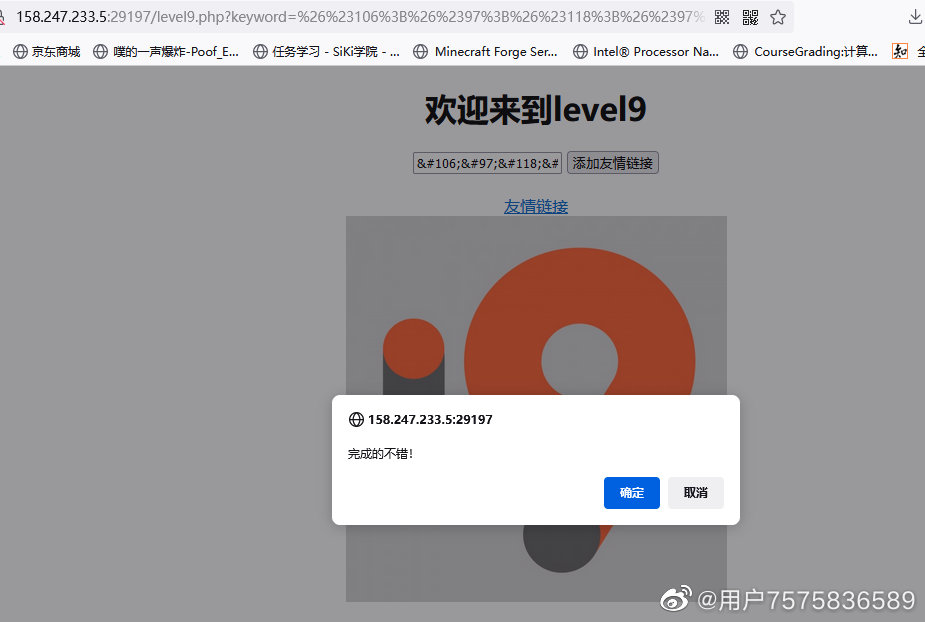 158.247.233.5:29197/level9.php?keyword=%26%23106%3B%26%2397%3B%26%23118%3B%26%2397%
京东商城 噗的一声爆炸-Poof_E... 任务学习 - SiKi学院 - ... Minecraft Forge Ser... Intel® Processor Na... CourseGrading:计算... 知
欢迎来到level9
&#106;&#97;&#118;&# 添加友情链接
友情链接
158.247.233.5:29197
完成的不错!
确定 取消
@用户7575836589